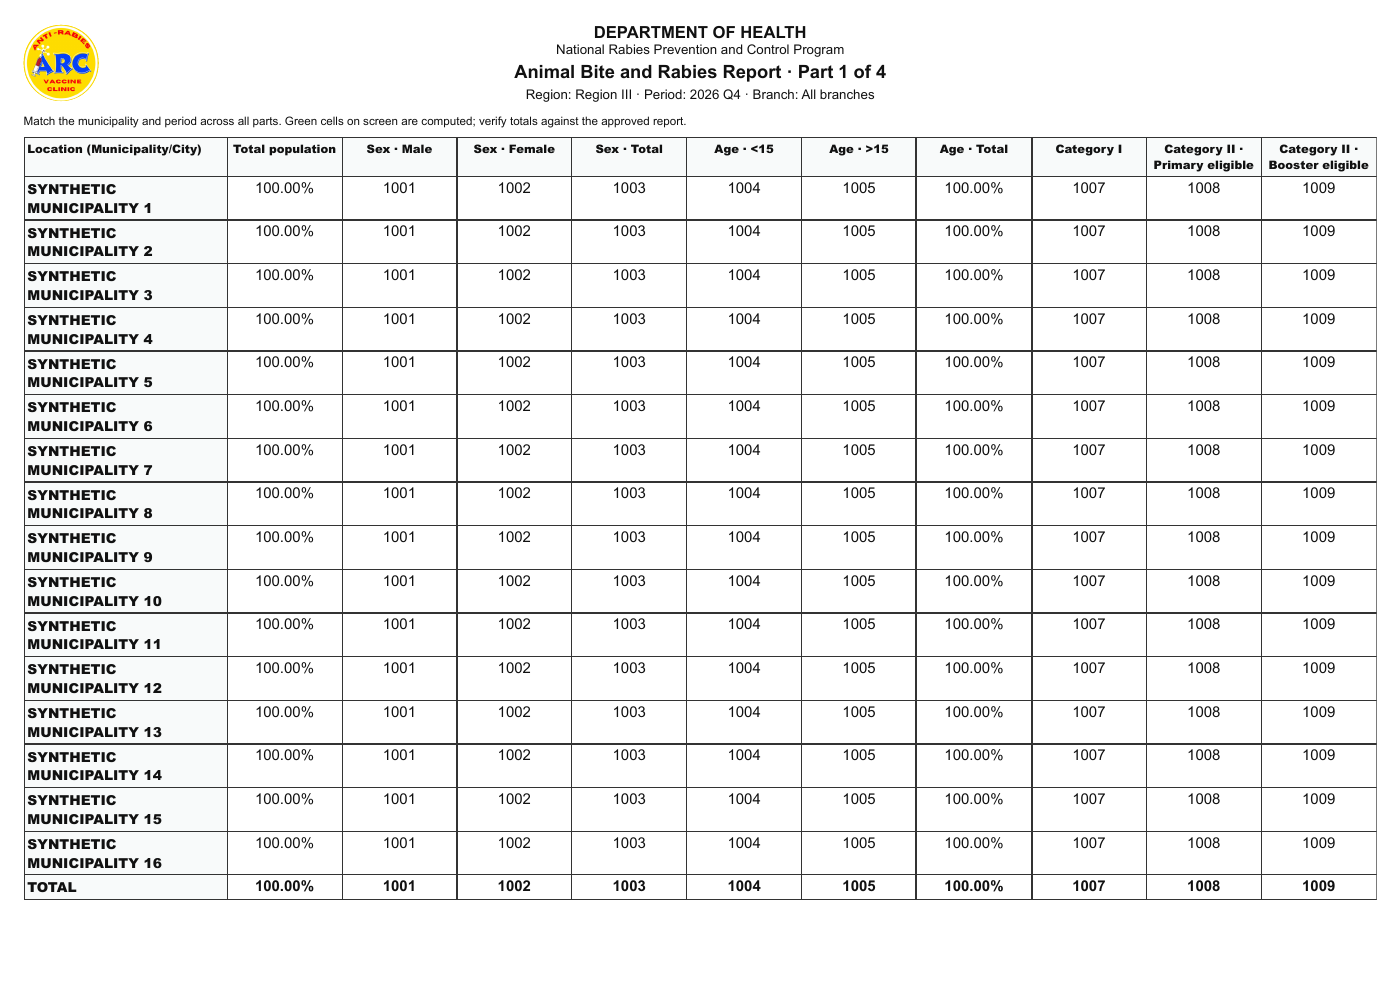 ANTI-RABIES
ARC
VACCINE
CLINIC
DEPARTMENT OF HEALTH
National Rabies Prevention and Control Program
Animal Bite and Rabies Report · Part 1 of 4
Region: Region III · Period: 2026 Q4 · Branch: All branches
Match the municipality and period across all parts. Green cells on screen are computed; verify totals against the approved report.
Location (Municipality/City) Total population Sex · Male Sex · Female Sex · Total Age · <15 Age · >15 Age · Total Category I Category II · Primary eligible Category II · Booster eligible
SYNTHETIC MUNICIPALITY 1 100.00% 1001 1002 1003 1004 1005 100.00% 1007 1008 1009
SYNTHETIC MUNICIPALITY 2 100.00% 1001 1002 1003 1004 1005 100.00% 1007 1008 1009
SYNTHETIC MUNICIPALITY 3 100.00% 1001 1002 1003 1004 1005 100.00% 1007 1008 1009
SYNTHETIC MUNICIPALITY 4 100.00% 1001 1002 1003 1004 1005 100.00% 1007 1008 1009
SYNTHETIC MUNICIPALITY 5 100.00% 1001 1002 1003 1004 1005 100.00% 1007 1008 1009
SYNTHETIC MUNICIPALITY 6 100.00% 1001 1002 1003 1004 1005 100.00% 1007 1008 1009
SYNTHETIC MUNICIPALITY 7 100.00% 1001 1002 1003 1004 1005 100.00% 1007 1008 1009
SYNTHETIC MUNICIPALITY 8 100.00% 1001 1002 1003 1004 1005 100.00% 1007 1008 1009
SYNTHETIC MUNICIPALITY 9 100.00% 1001 1002 1003 1004 1005 100.00% 1007 1008 1009
SYNTHETIC MUNICIPALITY 10 100.00% 1001 1002 1003 1004 1005 100.00% 1007 1008 1009
SYNTHETIC MUNICIPALITY 11 100.00% 1001 1002 1003 1004 1005 100.00% 1007 1008 1009
SYNTHETIC MUNICIPALITY 12 100.00% 1001 1002 1003 1004 1005 100.00% 1007 1008 1009
SYNTHETIC MUNICIPALITY 13 100.00% 1001 1002 1003 1004 1005 100.00% 1007 1008 1009
SYNTHETIC MUNICIPALITY 14 100.00% 1001 1002 1003 1004 1005 100.00% 1007 1008 1009
SYNTHETIC MUNICIPALITY 15 100.00% 1001 1002 1003 1004 1005 100.00% 1007 1008 1009
SYNTHETIC MUNICIPALITY 16 100.00% 1001 1002 1003 1004 1005 100.00% 1007 1008 1009
TOTAL 100.00% 1001 1002 1003 1004 1005 100.00% 1007 1008 1009